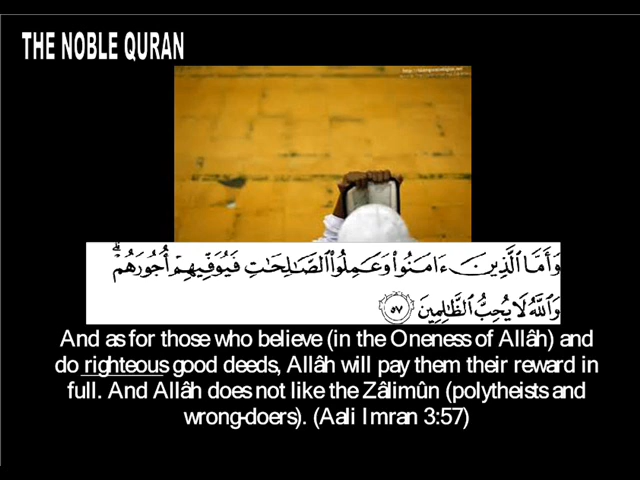 THE NOBLE QURAN
وَأَمَّا ٱلَّذِينَ ءَامَنُوا۟ وَعَمِلُوا۟ ٱلصَّـٰلِحَـٰتِ فَيُوَفِّيهِمْ أُجُورَهُمْ ۗ
وَٱللَّهُ لَا يُحِبُّ ٱلظَّـٰلِمِينَ ٥٧
And as for those who believe (in the Oneness of Allâh) and
do righteous good deeds, Allâh will pay them their reward in
full. And Allâh does not like the Zâlimûn (polytheists and
wrong-doers). (Aali Imran 3:57)